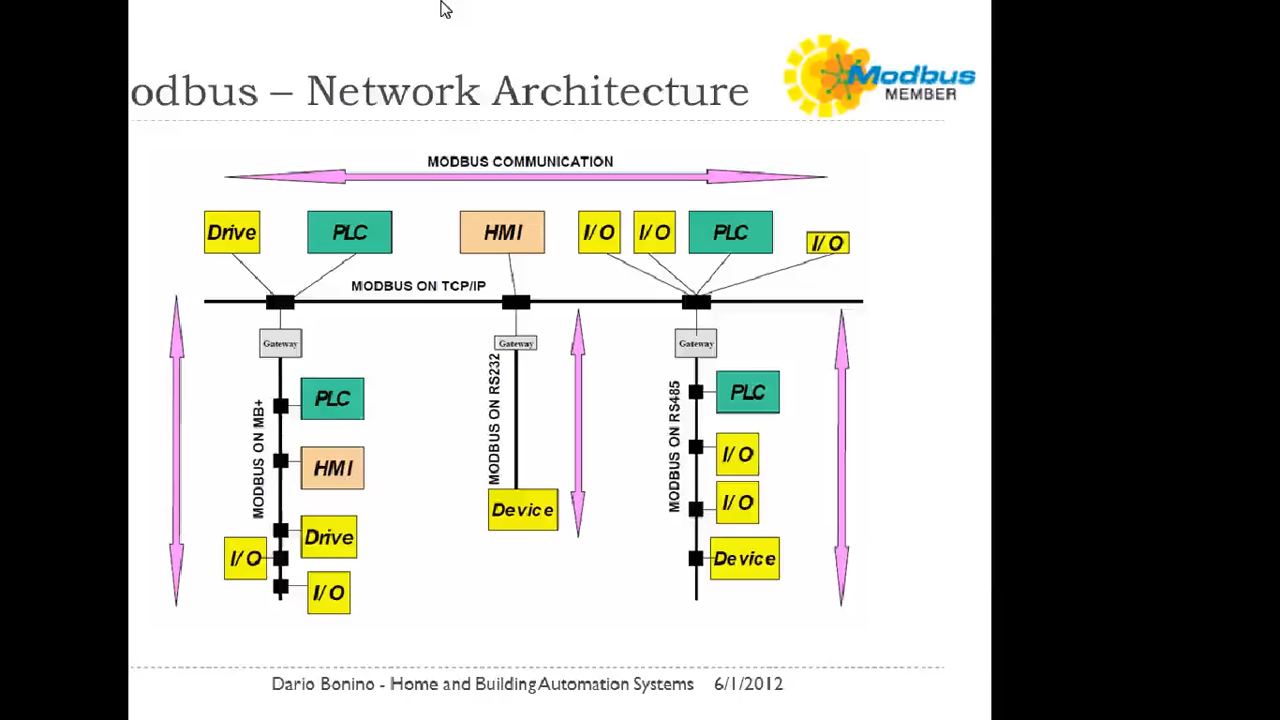 odbus – Network Architecture
Modbus
MEMBER
MODBUS COMMUNICATION
Drive
PLC
HMI
I/O
I/O
PLC
I/O
MODBUS ON TCP/IP
Gateway
Gateway
Gateway
MODBUS ON MB+
PLC
HMI
Drive
I/O
I/O
MODBUS ON RS232
Device
MODBUS ON RS485
PLC
I/O
I/O
Device
Dario Bonino - Home and Building Automation Systems 6/1/2012